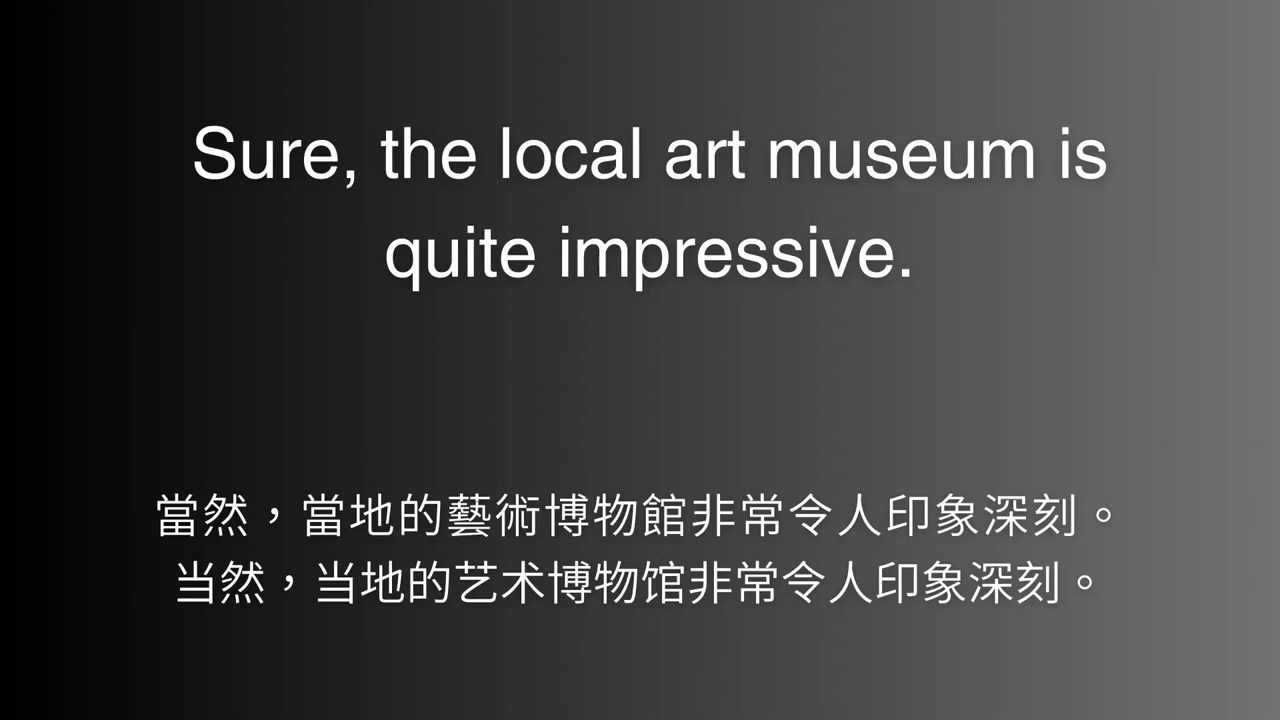 Sure, the local art museum is
quite impressive.
當然，當地的藝術博物館非常令人印象深刻。
当然，当地的艺术博物馆非常令人印象深刻。